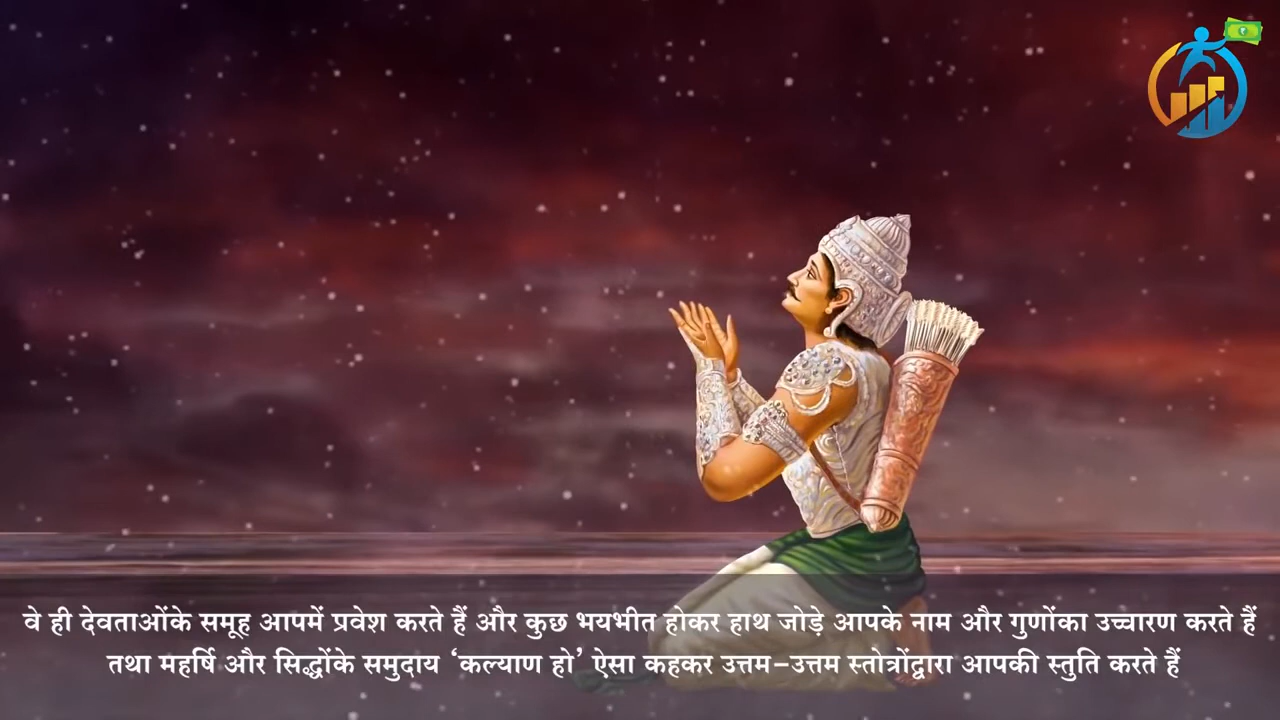 वे ही देवताओंके समूह आपमें प्रवेश करते हैं और कुछ भयभीत होकर हाथ जोड़े आपके नाम और गुणोंका उच्चारण करते हैं
तथा महर्षि और सिद्धोंके समुदाय ‘कल्याण हो’ ऐसा कहकर उत्तम–उत्तम स्तोत्रोंद्वारा आपकी स्तुति करते हैं